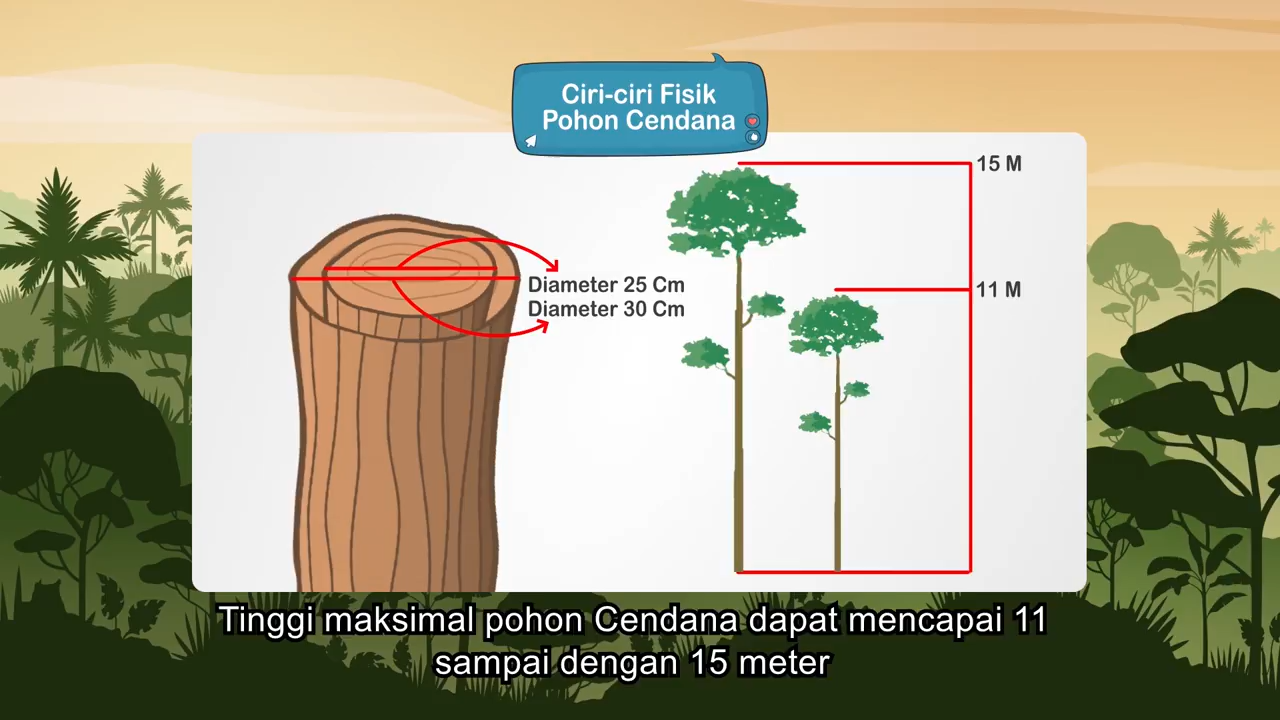 Ciri-ciri Fisik
Pohon Cendana
15 M
Diameter 25 Cm
Diameter 30 Cm
11 M
Tinggi maksimal pohon Cendana dapat mencapai 11
sampai dengan 15 meter